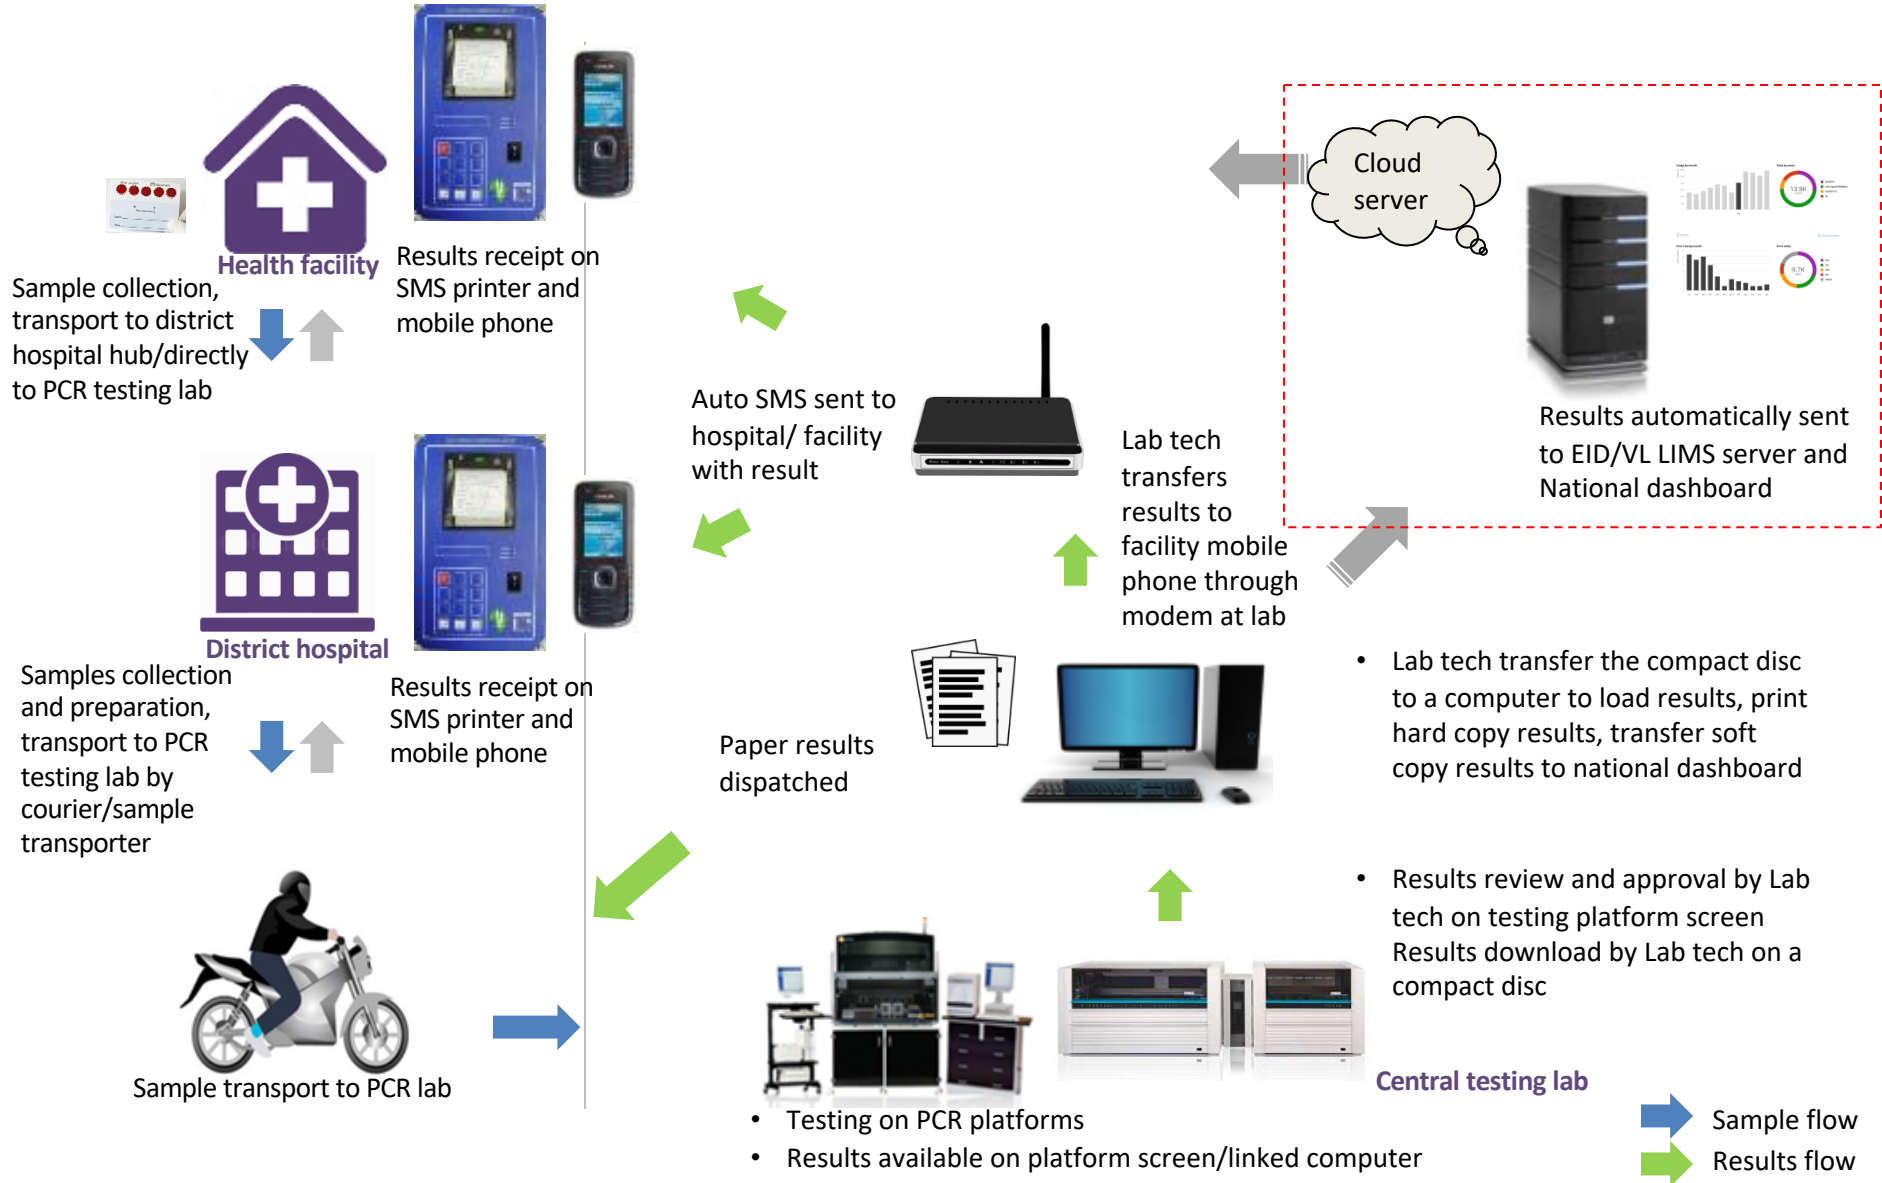 Health facility
Sample collection,
transport to district
hospital hub/directly
to PCR testing lab
Results receipt on
SMS printer and
mobile phone
District hospital
Samples collection
and preparation,
transport to PCR
testing lab by
courier/sample
transporter
Results receipt on
SMS printer and
mobile phone
Sample transport to PCR lab
Auto SMS sent to
hospital/ facility
with result
Lab tech
transfers
results to
facility mobile
phone through
modem at lab
Cloud
server
13.9K
9.7K
Results automatically sent
to EID/VL LIMS server and
National dashboard
Paper results
dispatched
• Lab tech transfer the compact disc
to a computer to load results, print
hard copy results, transfer soft
copy results to national dashboard
• Results review and approval by Lab
tech on testing platform screen
Results download by Lab tech on a
compact disc
Central testing lab
• Testing on PCR platforms
• Results available on platform screen/linked computer
Sample flow
Results flow